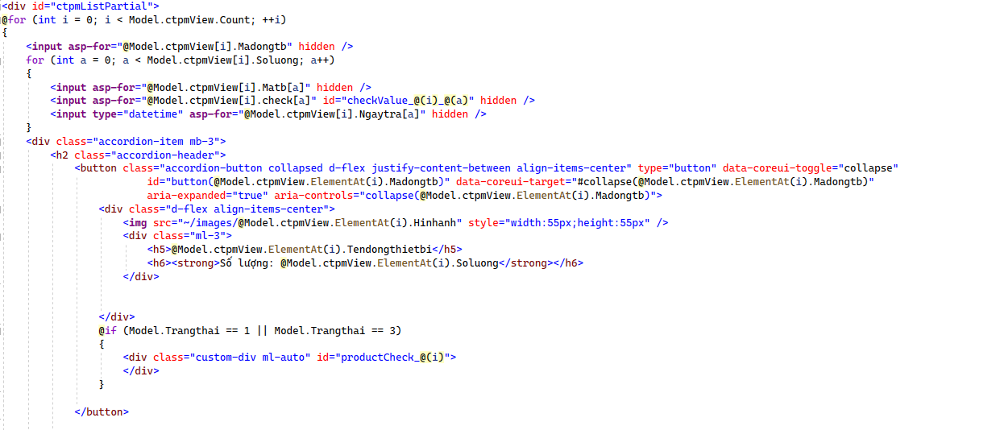 <div id="ctpmListPartial">
@for (int i = 0; i < Model.ctpmView.Count; ++i)
{
<input asp-for="@Model.ctpmView[i].Madongtb" hidden />
for (int a = 0; a < Model.ctpmView[i].Soluong; a++)
{
<input asp-for="@Model.ctpmView[i].Matb[a]" hidden />
<input asp-for="@Model.ctpmView[i].check[a]" id="checkValue_@(i)_@(a)" hidden />
<input type="datetime" asp-for="@Model.ctpmView[i].Ngaytra[a]" hidden />
}
<div class="accordion-item mb-3">
<h2 class="accordion-header">
<button class="accordion-button collapsed d-flex justify-content-between align-items-center" type="button" data-coreui-toggle="collapse"
id="button(@Model.ctpmView.ElementAt(i).Madongtb)" data-coreui-target="#collapse(@Model.ctpmView.ElementAt(i).Madongtb)"
aria-expanded="true" aria-controls="collapse(@Model.ctpmView.ElementAt(i).Madongtb)">
<div class="d-flex align-items-center">
<img src="~/images/@Model.ctpmView.ElementAt(i).Hinhanh" style="width:55px;height:55px" />
<div class="ml-3">
<h5>@Model.ctpmView.ElementAt(i).Tendongthietbi</h5>
<h6><strong>Số lượng: @Model.ctpmView.ElementAt(i).Soluong</strong></h6>
</div>
</div>
@if (Model.Trangthai == 1 || Model.Trangthai == 3)
{
<div class="custom-div ml-auto" id="productCheck_@(i)">
</div>
}
</button>